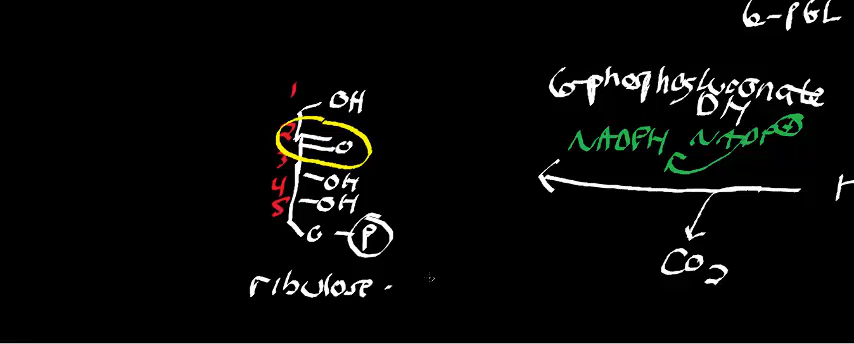 6-PGL
6-phosphogluconate
DH
NADPH NADP+
1
OH
2
O
3
4 OH
5 OH
O-P
CO2
ribulose-